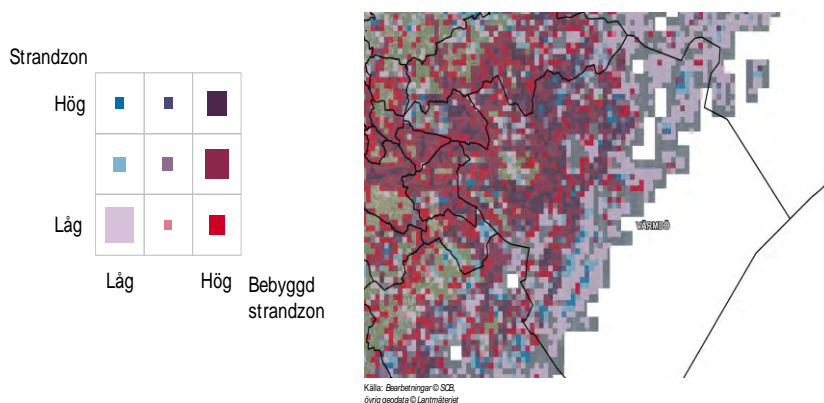 Strandzon
Hög
Låg
Låg
Hög
Bebyggd
strandzon
VÄRMDÖ
Källa: Bearbetningar © SCB,
övrig geodata © Lantmäteriet